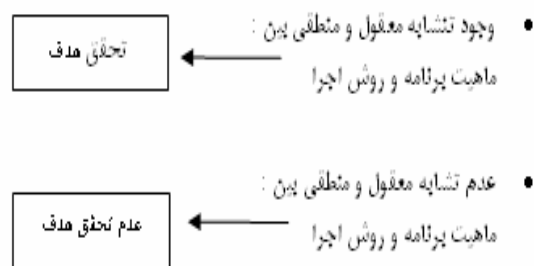 • وجود تشابه معقول و منطقی بین :
ماهیت برنامه و روش اجرا
تحقق هدف
• عدم تشابه معقول و منطقی بین :
ماهیت برنامه و روش اجرا
عدم تحقق هدف